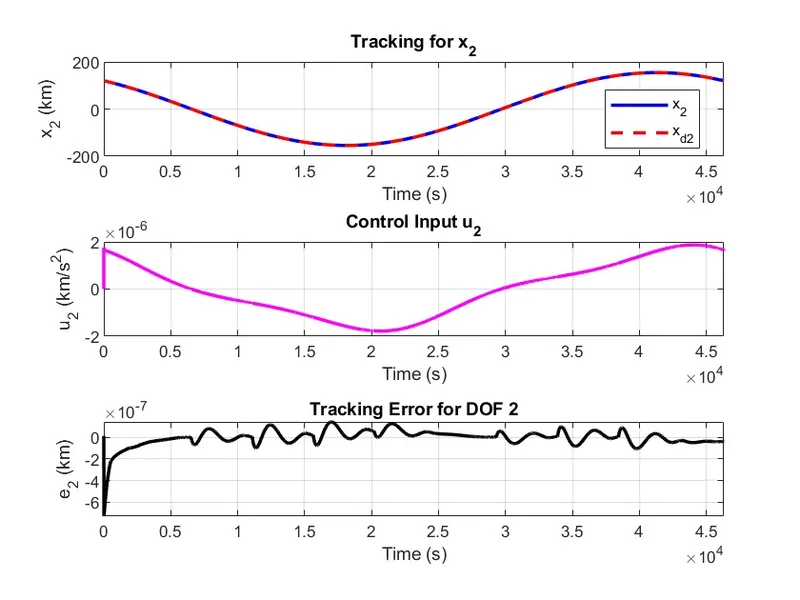 Tracking for x2
200
0
-200
x2 (km)
x2
xd2
0 0.5 1 1.5 2 2.5 3 3.5 4 4.5
Time (s)
×10^4
Control Input u2
×10^-6
2
0
-2
u2 (km/s^2)
0 0.5 1 1.5 2 2.5 3 3.5 4 4.5
Time (s)
×10^4
Tracking Error for DOF 2
×10^-7
0
-2
-4
-6
e2 (km)
0 0.5 1 1.5 2 2.5 3 3.5 4 4.5
Time (s)
×10^4